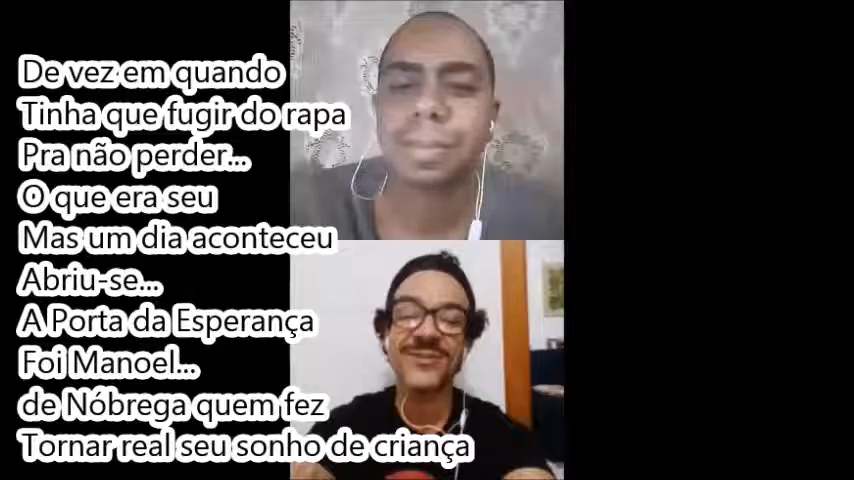 De vez em quando
Tinha que fugir do rapa
Pra não perder...
O que era seu
Mas um dia aconteceu
Abriu-se...
A Porta da Esperança
Foi Manoel...
de Nóbrega quem fez
Tornar real seu sonho de criança